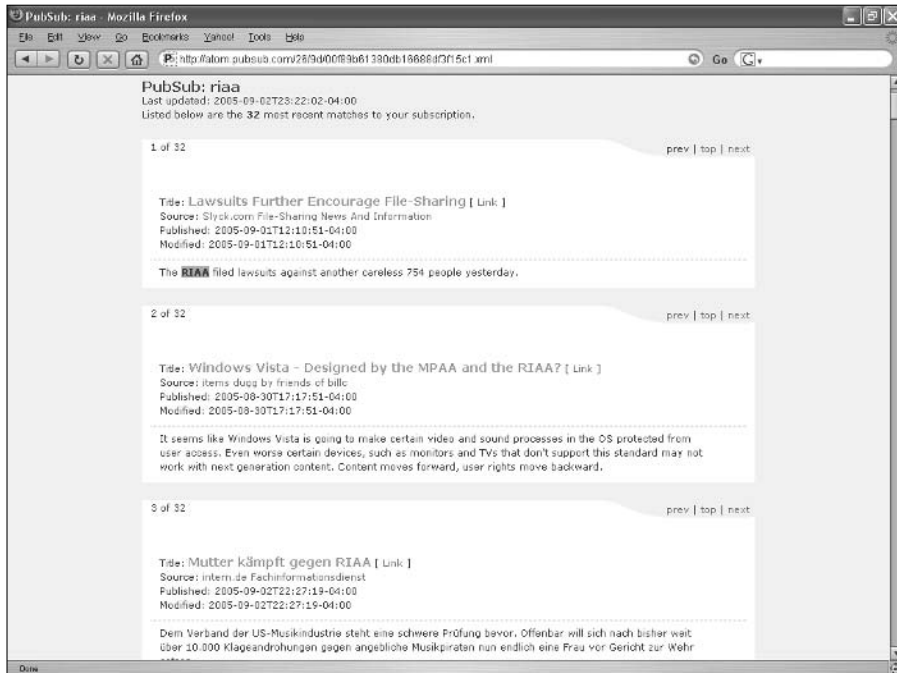 PubSub: riaa - Mozilla Firefox
File Edit View Go Bookmarks Yahoo! Tools Help
Go
PubSub: riaa
Last updated: 2005-09-02T23:22:02-04:00
Listed below are the 32 most recent matches to your subscription.
1 of 32 prev | top | next
Title: Lawsuits Further Encourage File-Sharing [ Link ]
Source: Slyck.com File-Sharing News And Information
Published: 2005-09-01T12:10:51-04:00
Modified: 2005-09-01T12:10:51-04:00
The RIAA filed lawsuits against another careless 754 people yesterday.
2 of 32 prev | top | next
Title: Windows Vista - Designed by the MPAA and the RIAA? [ Link ]
Source: items dugg by friends of billc
Published: 2005-08-30T17:17:51-04:00
Modified: 2005-08-30T17:17:51-04:00
It seems like Windows Vista is going to make certain video and sound processes in the OS protected from
user access. Even worse certain devices, such as monitors and TVs that don't support this standard may not
work with next generation content. Content moves forward, user rights move backward.
3 of 32 prev | top | next
Title: Mutter kämpft gegen RIAA [ Link ]
Source: intern.de Fachinformationsdienst
Published: 2005-09-02T22:27:19-04:00
Modified: 2005-09-02T22:27:19-04:00
Dem Verband der US-Musikindustrie steht eine schwere Prüfung bevor. Offenbar will sich nach bisher weit
über 10.000 Klageandrohungen gegen angebliche Musikpiraten nun endlich eine Frau vor Gericht zur Wehr
Done